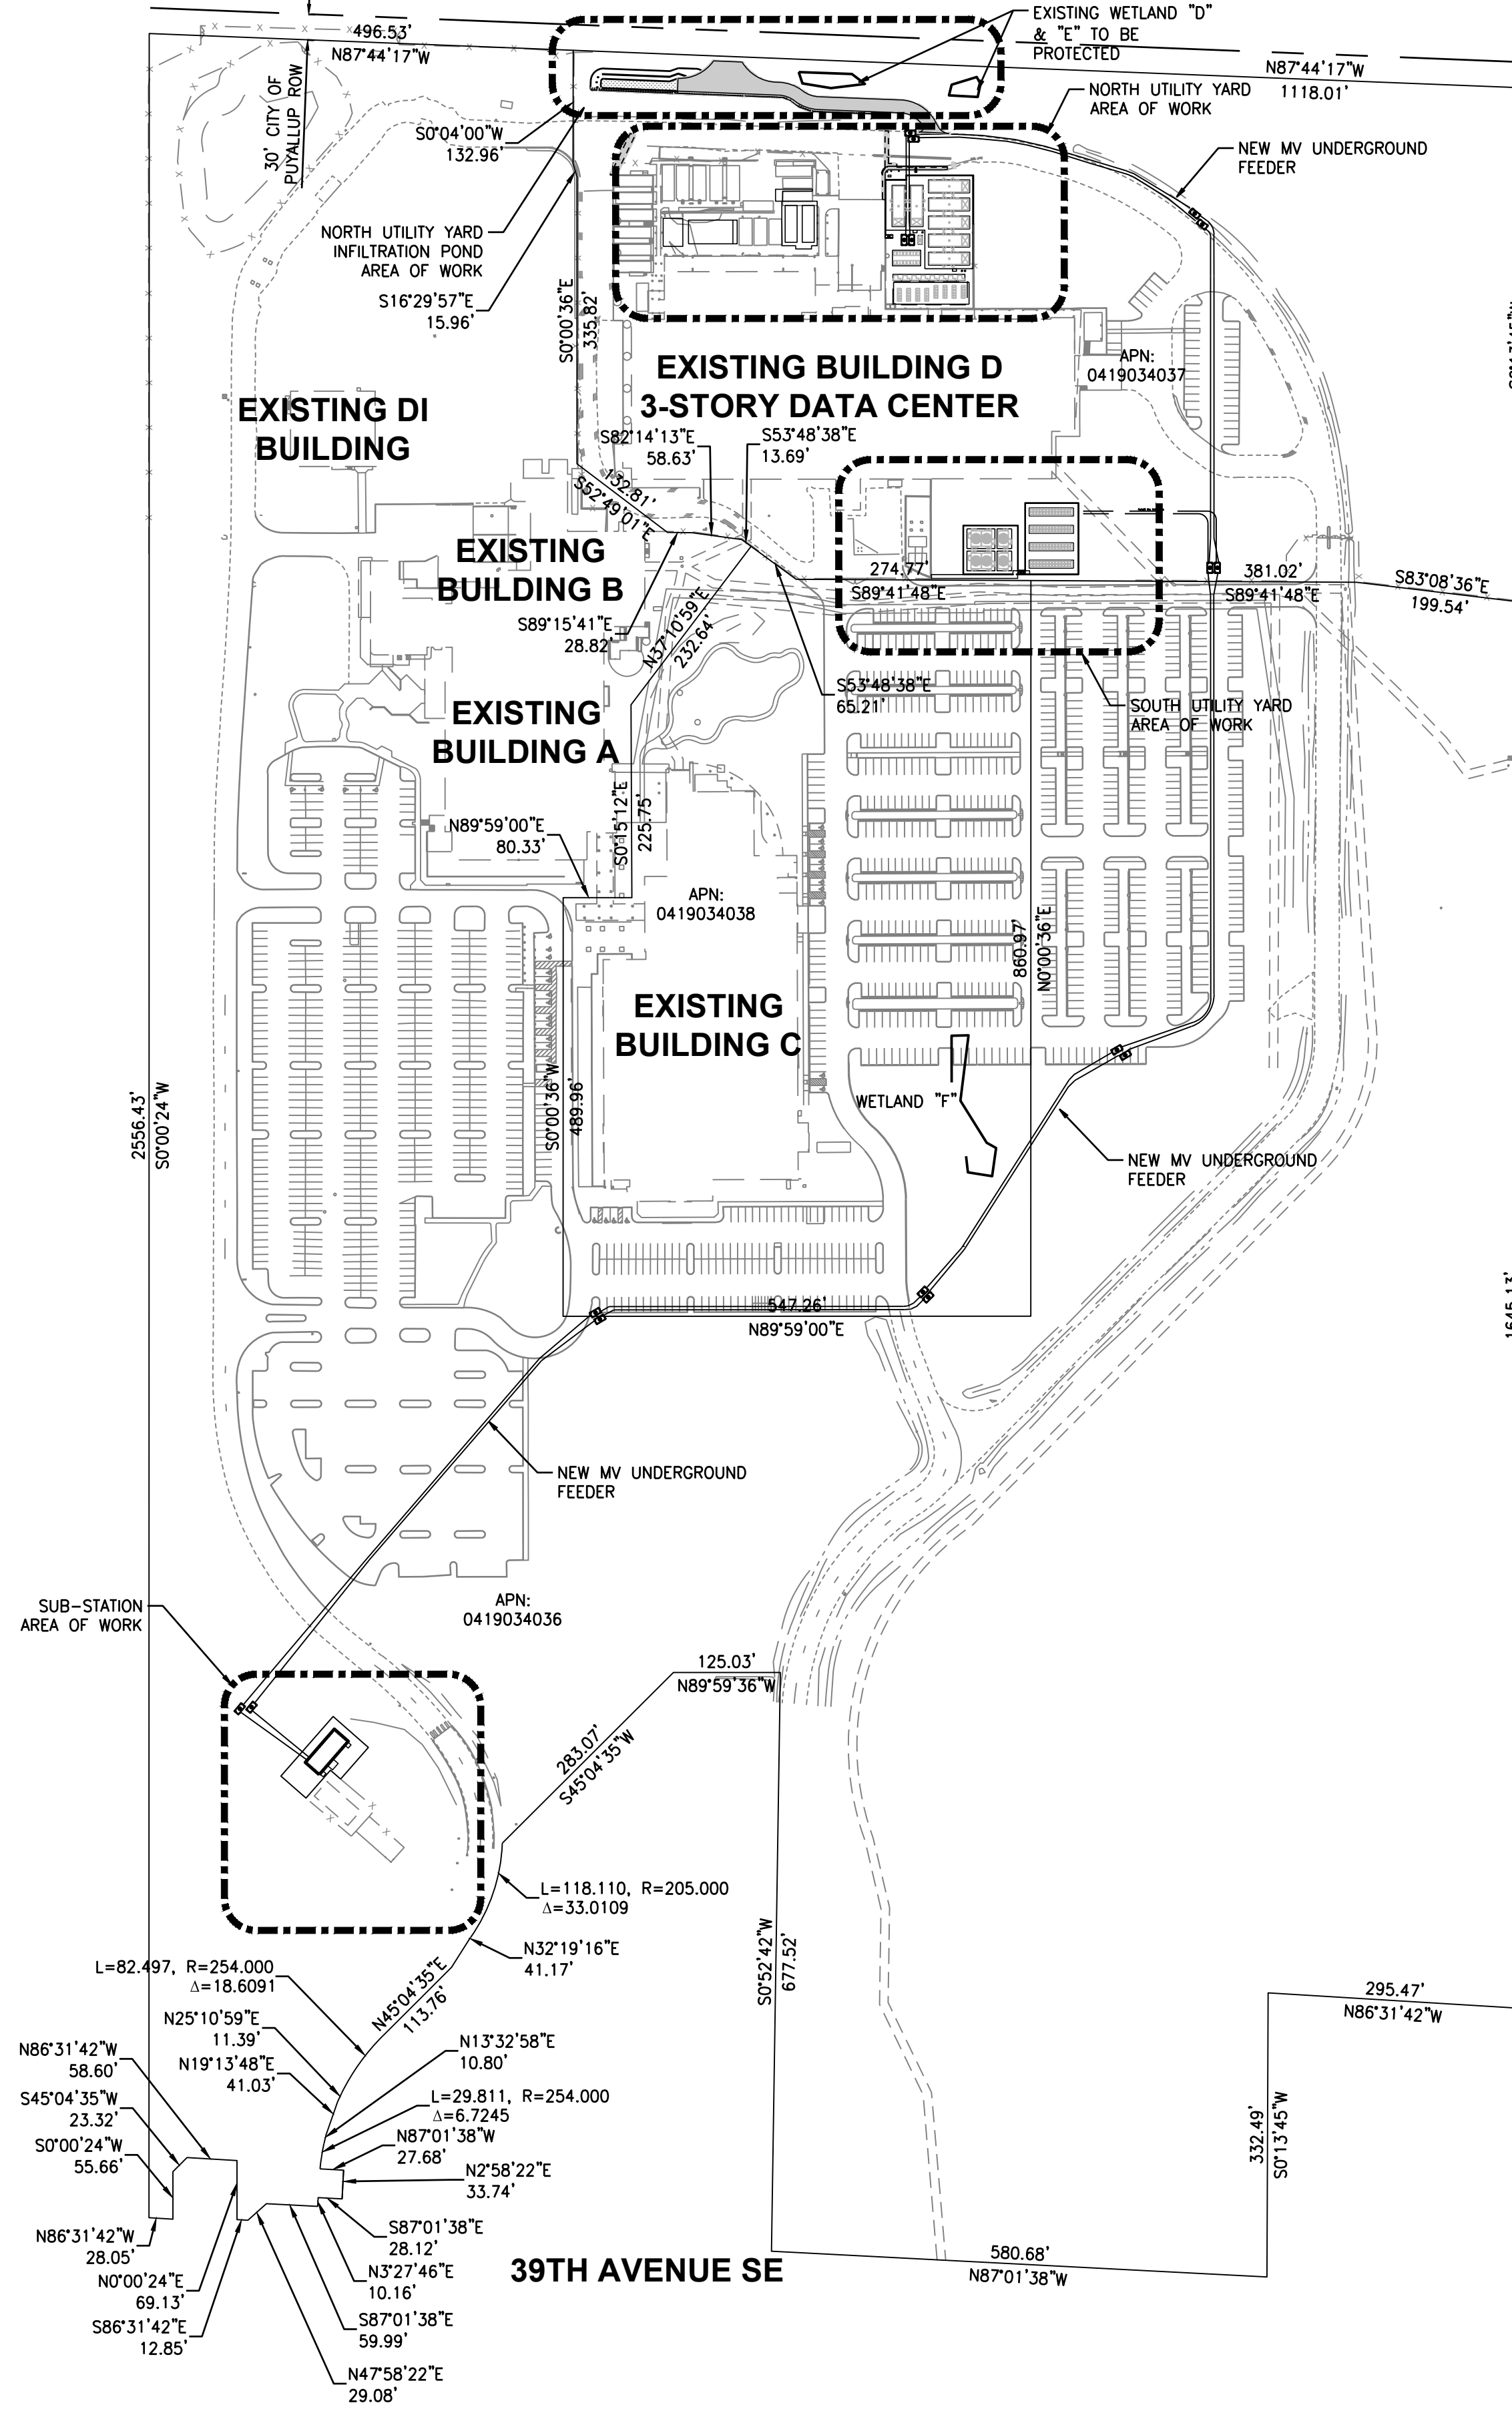 EXISTING WETLAND "D"
& "E" TO BE
PROTECTED
496.53'
N87°44'17"W
N87°44'17"W
1118.01'
NORTH UTILITY YARD
AREA OF WORK
30' CITY OF
PUYALLUP ROW
S0°04'00"W
132.96'
NEW MV UNDERGROUND
FEEDER
NORTH UTILITY YARD
INFILTRATION POND
AREA OF WORK
S16°29'57"E
15.96'
S0°00'36"E
335.82'
EXISTING BUILDING D
3-STORY DATA CENTER
APN:
0419034037
EXISTING DI
BUILDING
S82°14'13"E
58.63'
S53°48'38"E
13.69'
132.81'
S52°49'01"E
EXISTING
BUILDING B
274.77'
S89°41'48"E
381.02'
S89°41'48"E
S83°08'36"E
199.54'
S89°15'41"E
28.82'
N37°10'59"E
232.64'
S53°48'38"E
65.21'
SOUTH UTILITY YARD
AREA OF WORK
EXISTING
BUILDING A
S0°15'12"E
225.75'
N89°59'00"E
80.33'
APN:
0419034038
860.97'
N0°00'36"E
EXISTING
BUILDING C
S0°00'36"W
489.96'
WETLAND "F"
2556.43'
S0°00'24"W
NEW MV UNDERGROUND
FEEDER
1645.13'
547.26'
N89°59'00"E
NEW MV UNDERGROUND
FEEDER
APN:
0419034036
SUB-STATION
AREA OF WORK
125.03'
N89°59'36"W
283.07'
S45°04'35"W
L=118.110, R=205.000
Δ=33.0109
N32°19'16"E
41.17'
S0°52'42"W
677.52'
L=82.497, R=254.000
Δ=18.6091
N45°04'35"E
113.76'
295.47'
N86°31'42"W
N25°10'59"E
11.39'
N19°13'48"E
41.03'
N13°32'58"E
10.80'
N86°31'42"W
58.60'
S45°04'35"W
23.32'
L=29.811, R=254.000
Δ=6.7245
N87°01'38"W
27.68'
332.49'
S0°13'45"W
S0°00'24"W
55.66'
N2°58'22"E
33.74'
N86°31'42"W
28.05'
S87°01'38"E
28.12'
N0°00'24"E
69.13'
N3°27'46"E
10.16'
39TH AVENUE SE
580.68'
N87°01'38"W
S86°31'42"E
12.85'
S87°01'38"E
59.99'
N47°58'22"E
29.08'